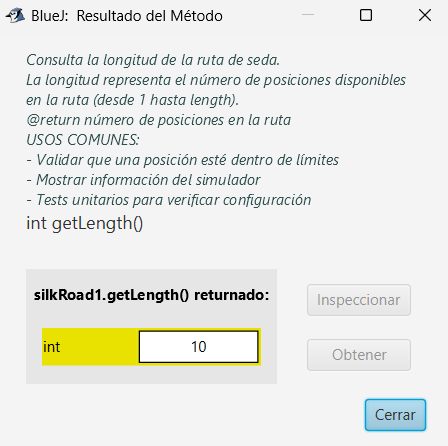 BlueJ:  Resultado del Método
Consulta la longitud de la ruta de seda.
La longitud representa el número de posiciones disponibles
en la ruta (desde 1 hasta length).
@return número de posiciones en la ruta
USOS COMUNES:
- Validar que una posición esté dentro de límites
- Mostrar información del simulador
- Tests unitarios para verificar configuración
int getLength()
silkRoad1.getLength() returnado:
int 10
Inspeccionar
Obtener
Cerrar